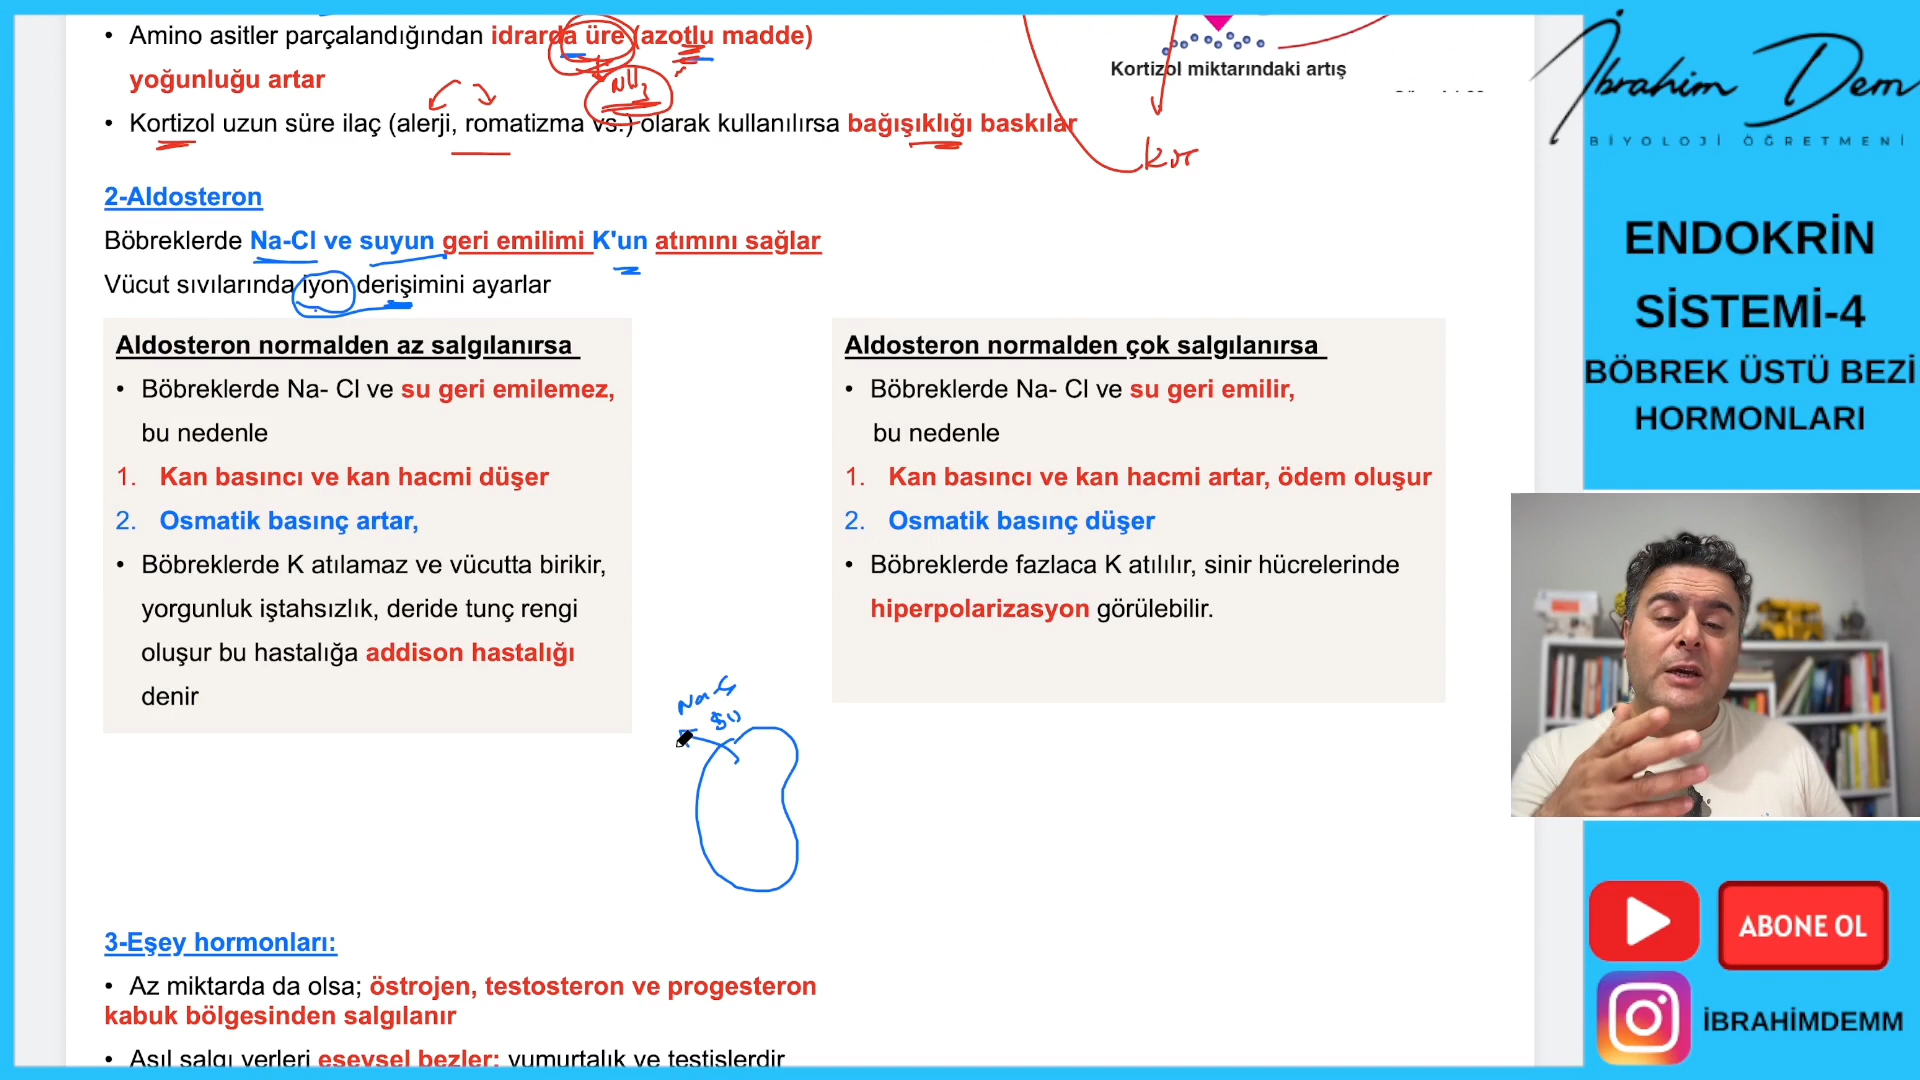 • Amino asitler parçalandığından idrarda üre (azotlu madde)
yoğunluğu artar
NH3
• Kortizol uzun süre ilaç (alerji, romatizma vs.) olarak kullanılırsa bağışıklığı baskılar
Kortizol miktarındaki artış
Kor
2-Aldosteron
Böbreklerde Na-Cl ve suyun geri emilimi K'un atımını sağlar
Vücut sıvılarında iyon derişimini ayarlar
Aldosteron normalden az salgılanırsa
• Böbreklerde Na- Cl ve su geri emilemez,
bu nedenle
1. Kan basıncı ve kan hacmi düşer
2. Osmatik basınç artar,
• Böbreklerde K atılamaz ve vücutta birikir,
yorgunluk iştahsızlık, deride tunç rengi
oluşur bu hastalığa addison hastalığı
denir
Aldosteron normalden çok salgılanırsa
• Böbreklerde Na- Cl ve su geri emilir,
bu nedenle
1. Kan basıncı ve kan hacmi artar, ödem oluşur
2. Osmatik basınç düşer
• Böbreklerde fazlaca K atılılır, sinir hücrelerinde
hiperpolarizasyon görülebilir.
Na Cl
su
3-Eşey hormonları:
• Az miktarda da olsa; östrojen, testosteron ve progesteron
kabuk bölgesinden salgılanır
• Asıl salgı yerleri eşeysel bezler; yumurtalık ve testislerdir
İbrahim Dem
BİYOLOJİ ÖĞRETMENİ
ENDOKRİN
SİSTEMİ-4
BÖBREK ÜSTÜ BEZİ
HORMONLARI
ABONE OL
İBRAHİMDEMM